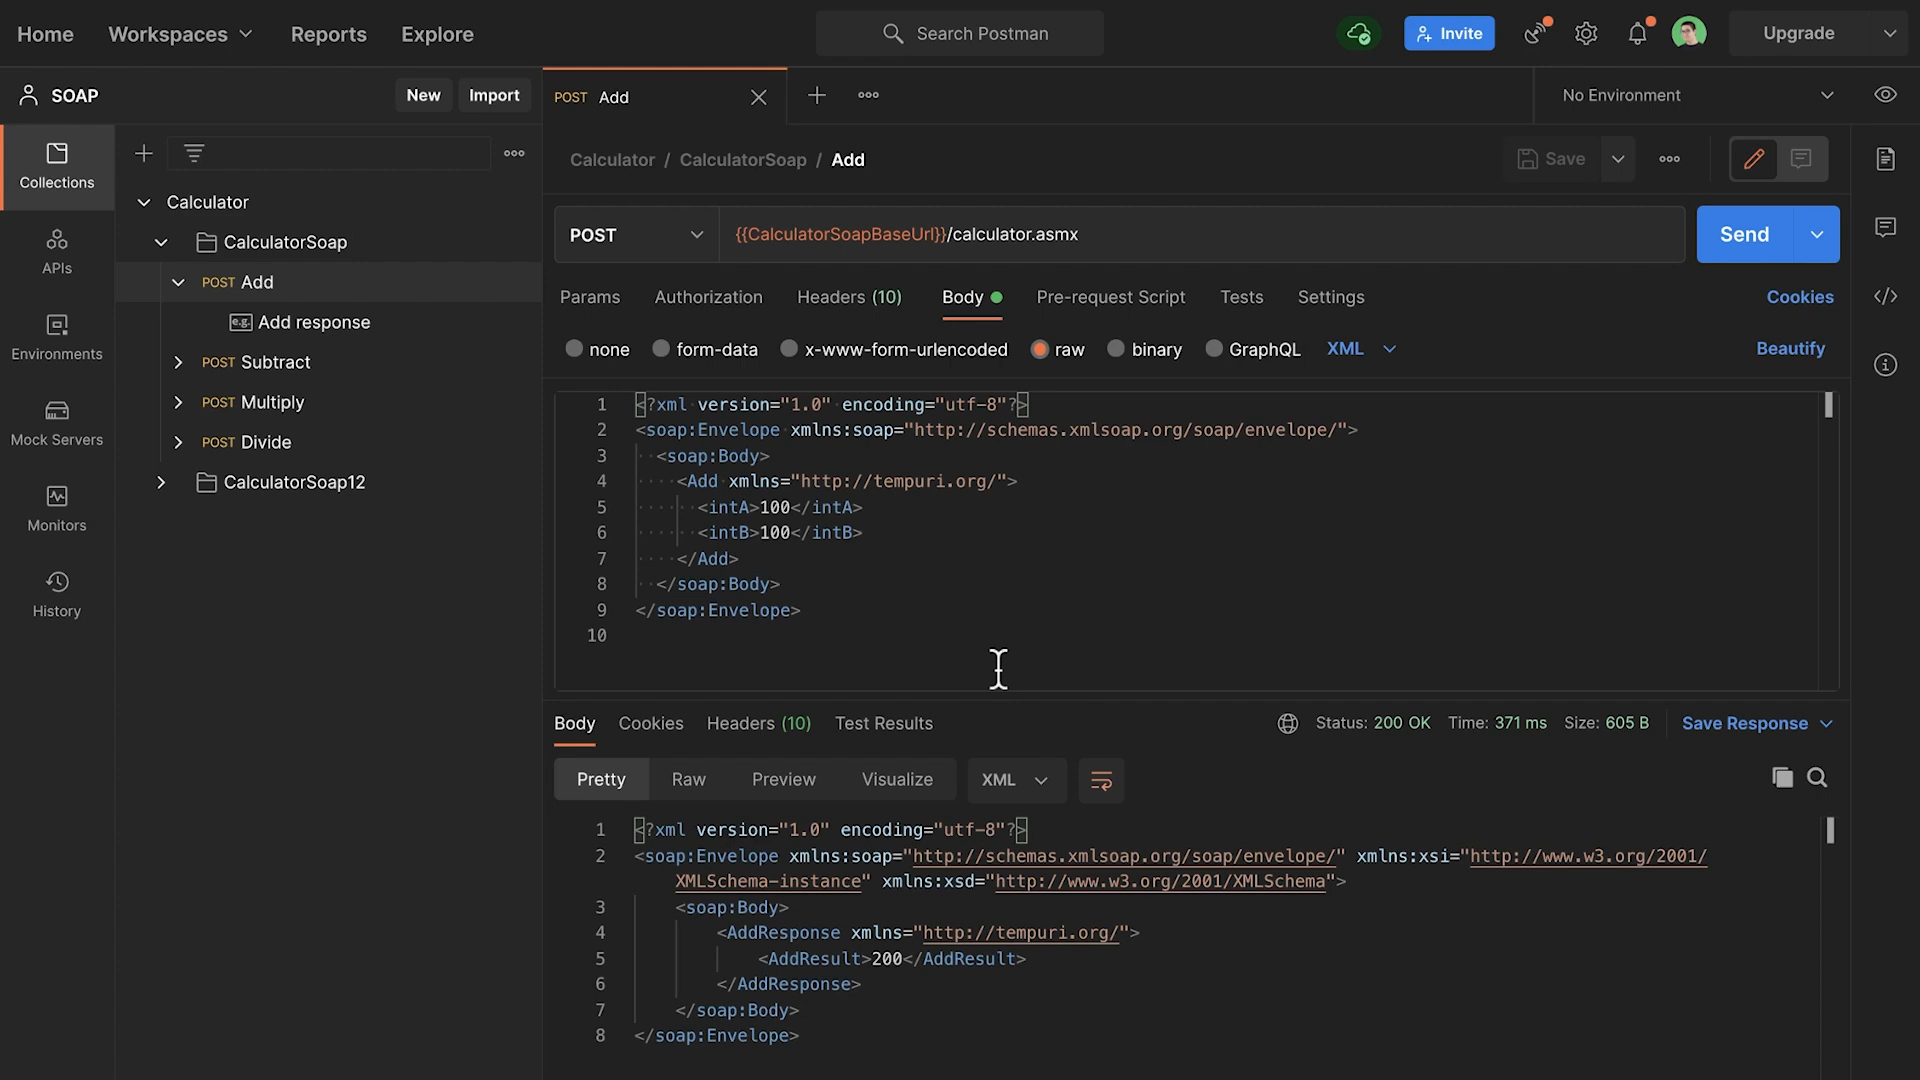 Home Workspaces Reports Explore Search Postman Invite Upgrade
SOAP New Import POST Add No Environment
Calculator / CalculatorSoap / Add Save
Collections
APIs
Environments
Mock Servers
Monitors
History
Calculator
CalculatorSoap
POST Add
e.g. Add response
POST Subtract
POST Multiply
POST Divide
CalculatorSoap12
POST {{CalculatorSoapBaseUrl}}/calculator.asmx Send
Params Authorization Headers (10) Body Pre-request Script Tests Settings Cookies
none form-data x-www-form-urlencoded raw binary GraphQL XML Beautify
1 <?xml version="1.0" encoding="utf-8"?>
2 <soap:Envelope xmlns:soap="http://schemas.xmlsoap.org/soap/envelope/">
3 <soap:Body>
4 <Add xmlns="http://tempuri.org/">
5 <intA>100</intA>
6 <intB>100</intB>
7 </Add>
8 </soap:Body>
9 </soap:Envelope>
10
Body Cookies Headers (10) Test Results Status: 200 OK Time: 371 ms Size: 605 B Save Response
Pretty Raw Preview Visualize XML
1 <?xml version="1.0" encoding="utf-8"?>
2 <soap:Envelope xmlns:soap="http://schemas.xmlsoap.org/soap/envelope/" xmlns:xsi="http://www.w3.org/2001/
XMLSchema-instance" xmlns:xsd="http://www.w3.org/2001/XMLSchema">
3 <soap:Body>
4 <AddResponse xmlns="http://tempuri.org/">
5 <AddResult>200</AddResult>
6 </AddResponse>
7 </soap:Body>
8 </soap:Envelope>